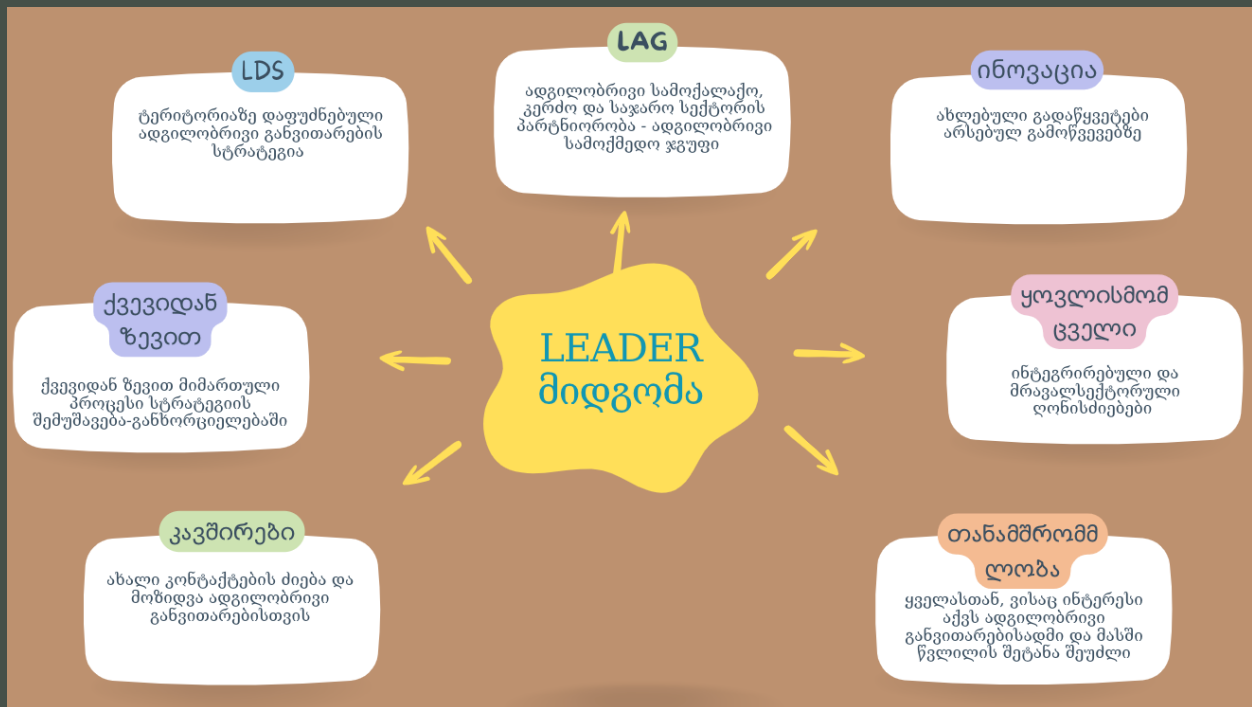 LDS
ტერიტორიაზე დაფუძნებული
ადგილობრივი განვითარების
სტრატეგია
LAG
ადგილობრივი სამოქალაქო,
კერძო და საჯარო სექტორის
პარტნიორობა - ადგილობრივი
სამოქმედო ჯგუფი
ინოვაცია
ახლებული გადაწყვეტები
არსებულ გამოწვევებზე
ქვევიდან
ზევით
ქვევიდან ზევით მიმართული
პროცესი სტრატეგიის
შემუშავება-განხორციელებაში
LEADER
მიდგომა
ყოვლისმომ
ცველი
ინტეგრირებული და
მრავალსექტორული
ღონისძიებები
კავშირები
ახალი კონტაქტების ძიება და
მოზიდვა ადგილობრივი
განვითარებისთვის
თანამშრომმ
ლობა
ყველასთან, ვისაც ინტერესი
აქვს ადგილობრივი
განვითარებისადმი და მასში
წვლილის შეტანა შეუძლი